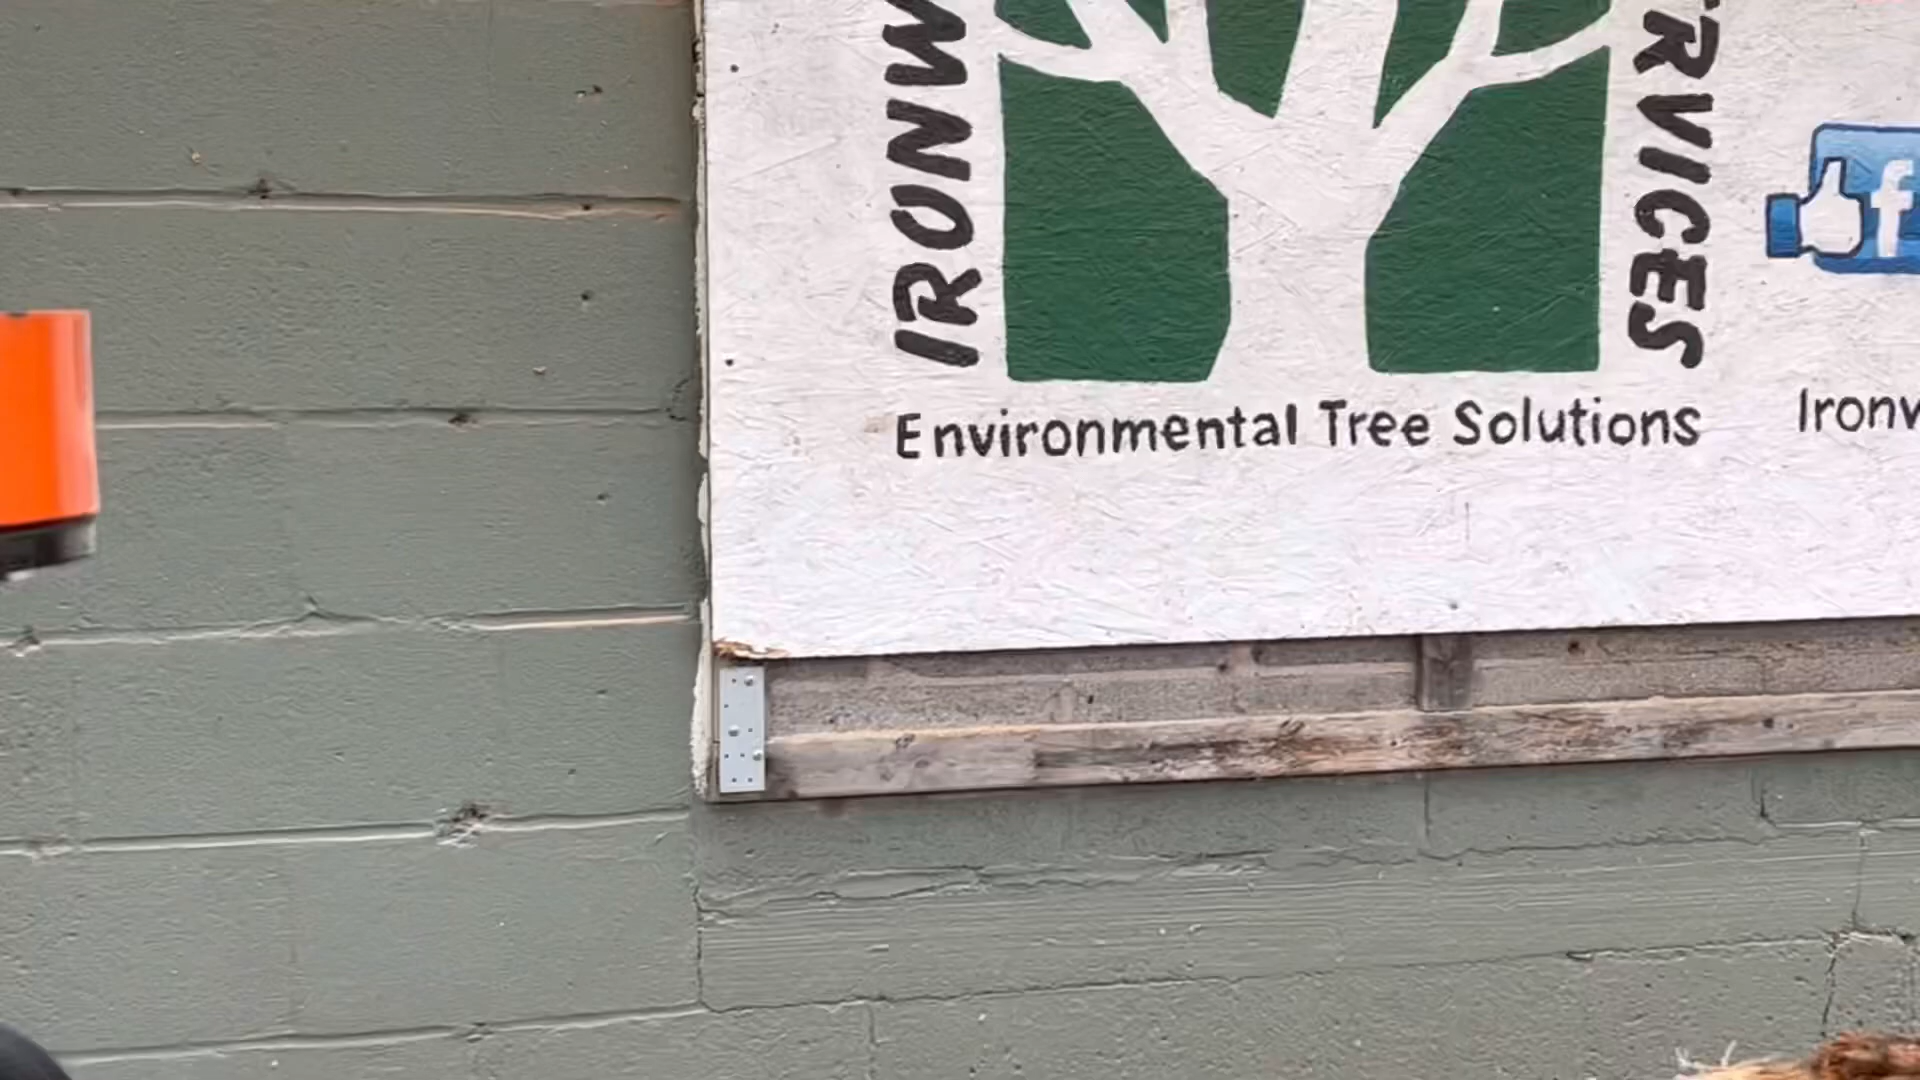 IRONW
RVICES
f
Environmental Tree Solutions
Ironw